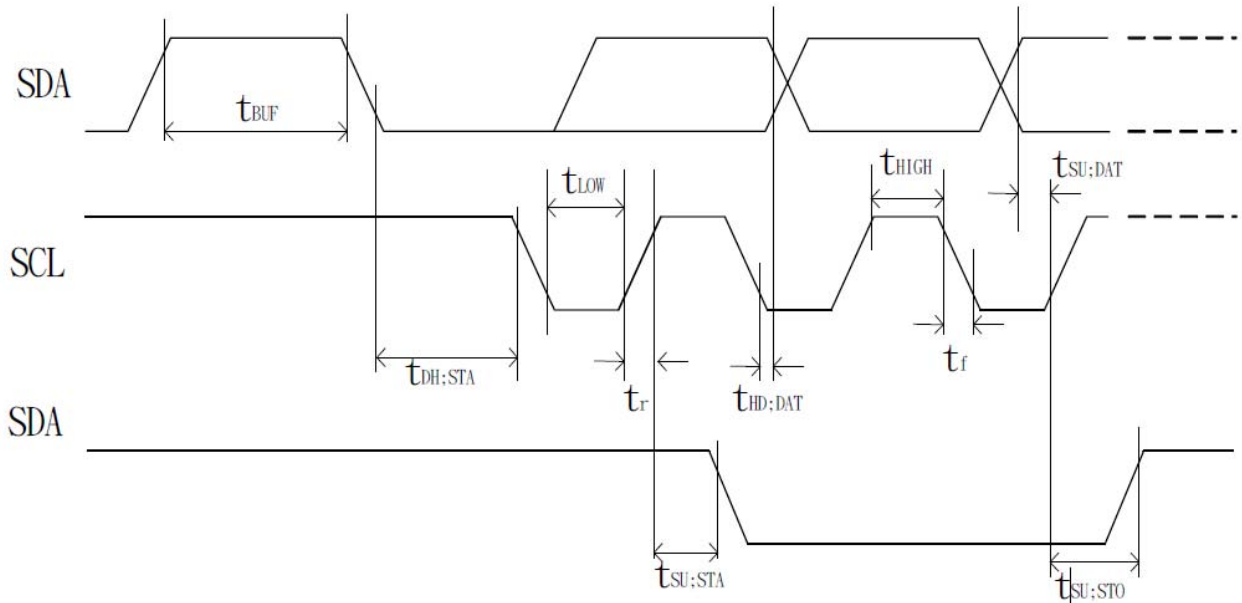 SDA
tBUF
tLOW
tHIGH
tSU;DAT
SCL
tDH;STA
tr
tHD;DAT
tf
SDA
tSU;STA
tSU;STO